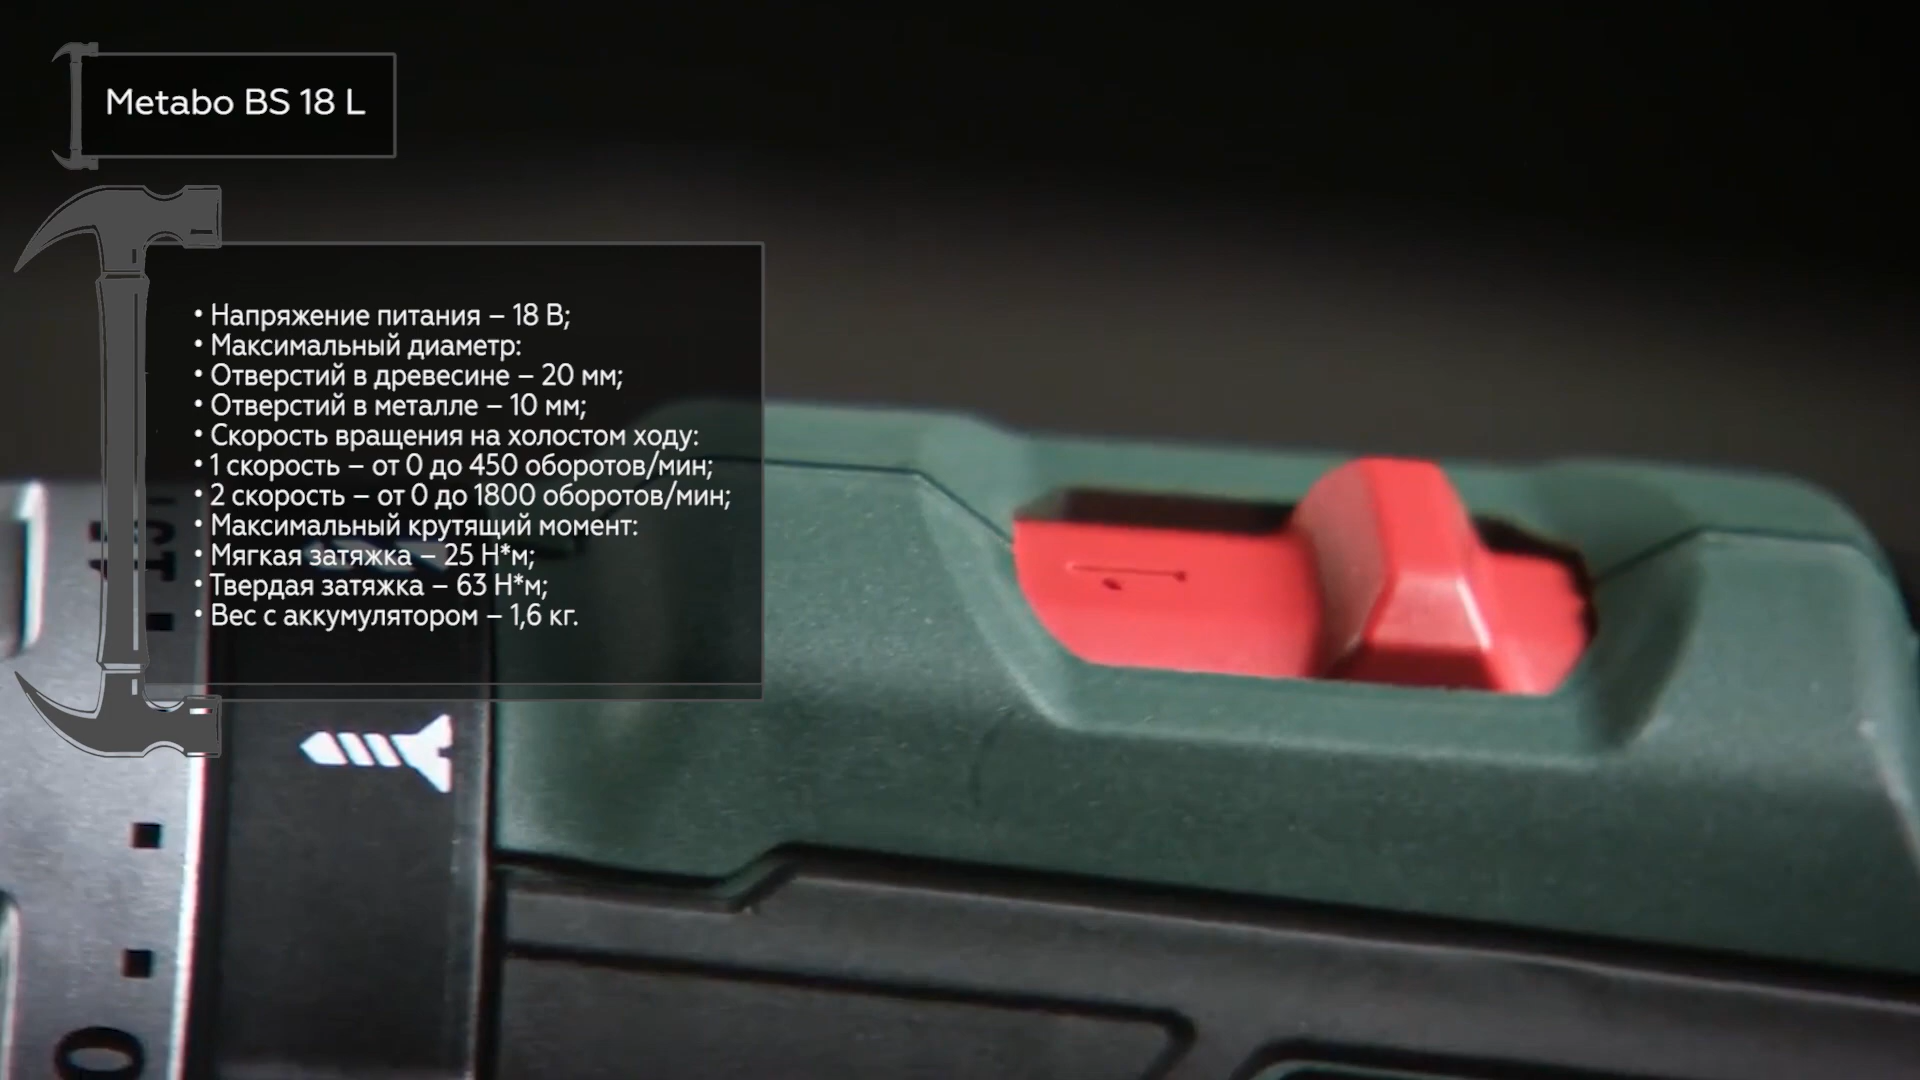 Metabo BS 18 L
• Напряжение питания – 18 В;
• Максимальный диаметр:
• Отверстий в древесине – 20 мм;
• Отверстий в металле – 10 мм;
• Скорость вращения на холостом ходу:
• 1 скорость – от 0 до 450 оборотов/мин;
• 2 скорость – от 0 до 1800 оборотов/мин;
• Максимальный крутящий момент:
• Мягкая затяжка – 25 Н*м;
• Твердая затяжка – 63 Н*м;
• Вес с аккумулятором – 1,6 кг.